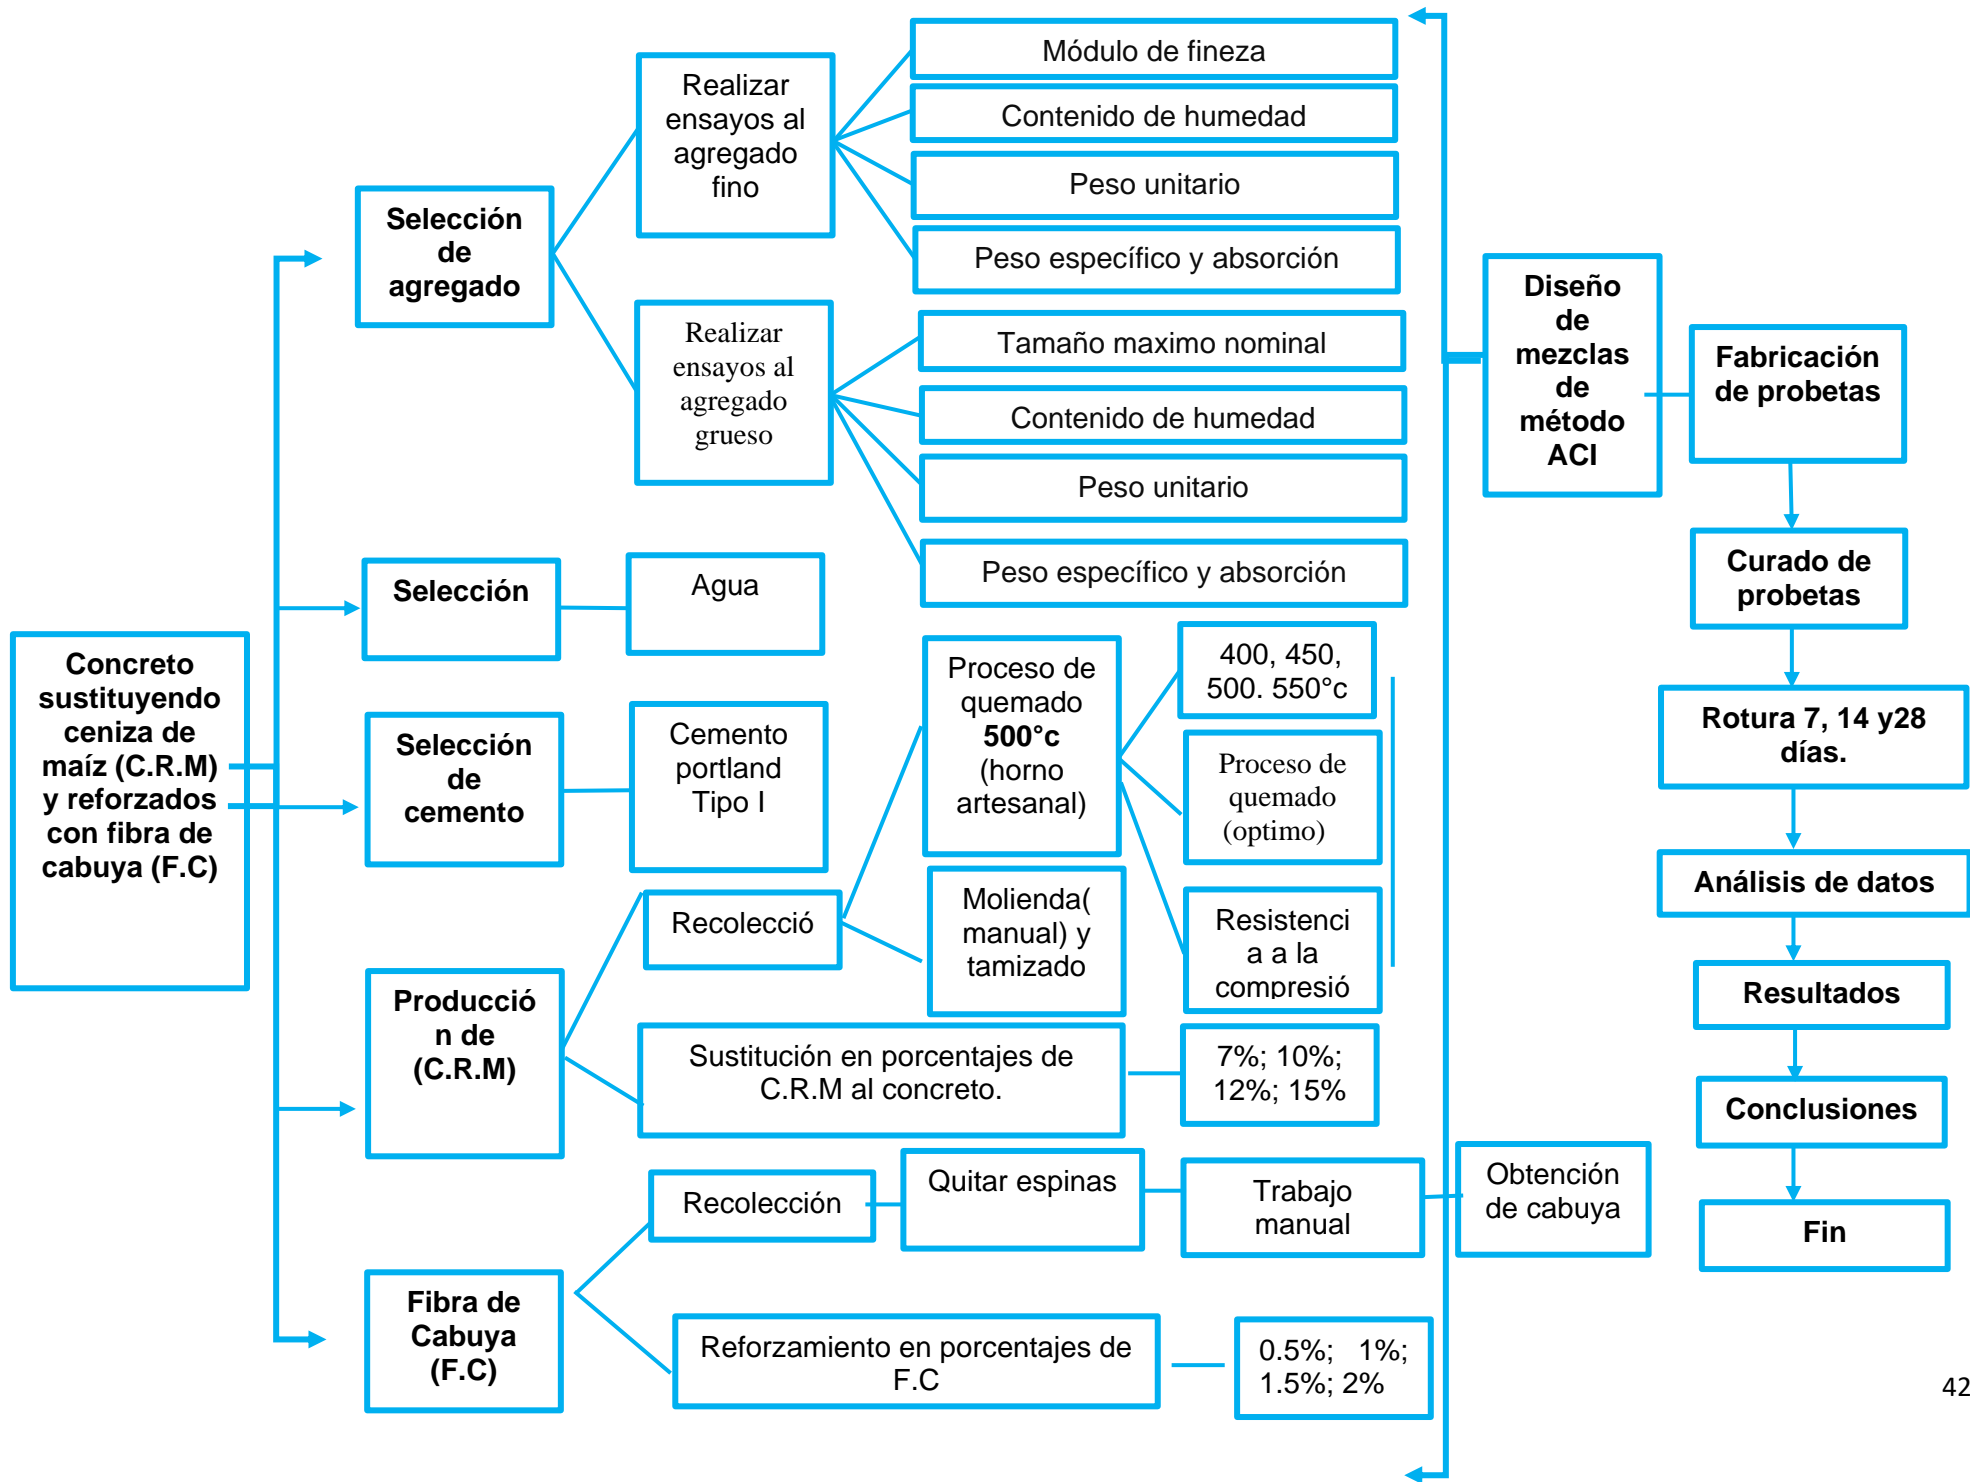 Concreto
sustituyendo
ceniza de
maíz (C.R.M)
y reforzados
con fibra de
cabuya (F.C)
Selección
de
agregado
Realizar
ensayos al
agregado
fino
Módulo de fineza
Contenido de humedad
Peso unitario
Peso específico y absorción
Realizar
ensayos al
agregado
grueso
Tamaño maximo nominal
Contenido de humedad
Peso unitario
Peso específico y absorción
Selección
Agua
Selección
de
cemento
Cemento
portland
Tipo I
Producció
n de
(C.R.M)
Recolecció
Proceso de
quemado
500°c
(horno
artesanal)
400, 450,
500. 550°c
Proceso de
quemado
(optimo)
Resistenci
a a la
compresió
Molienda(
manual) y
tamizado
Sustitución en porcentajes de
C.R.M al concreto.
7%; 10%;
12%; 15%
Fibra de
Cabuya
(F.C)
Recolección
Quitar espinas
Trabajo
manual
Obtención
de cabuya
Reforzamiento en porcentajes de
F.C
0.5%; 1%;
1.5%; 2%
Diseño
de
mezclas
de
método
ACI
Fabricación
de probetas
Curado de
probetas
Rotura 7, 14 y28
días.
Análisis de datos
Resultados
Conclusiones
Fin
42